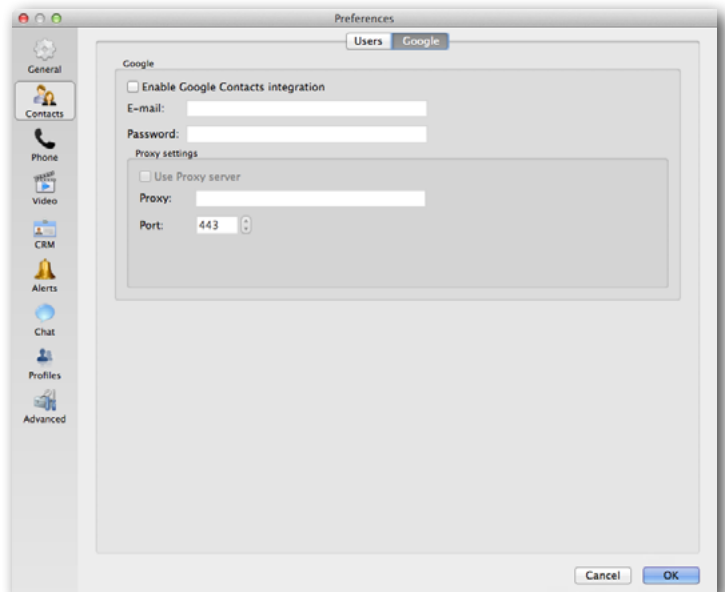 Preferences
General
Contacts
Phone
Video
CRM
Alerts
Chat
Profiles
Advanced
Users Google
Google
Enable Google Contacts integration
E-mail:
Password:
Proxy settings
Use Proxy server
Proxy:
Port: 443
Cancel OK